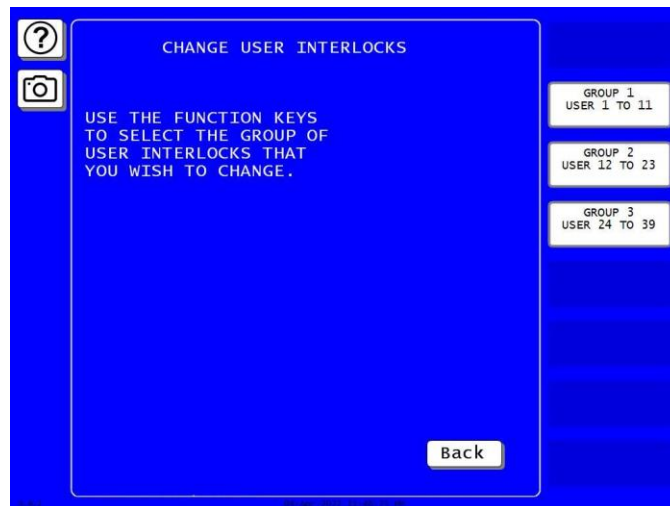 ?
CHANGE USER INTERLOCKS
USE THE FUNCTION KEYS
TO SELECT THE GROUP OF
USER INTERLOCKS THAT
YOU WISH TO CHANGE.
GROUP 1
USER 1 TO 11
GROUP 2
USER 12 TO 23
GROUP 3
USER 24 TO 39
Back